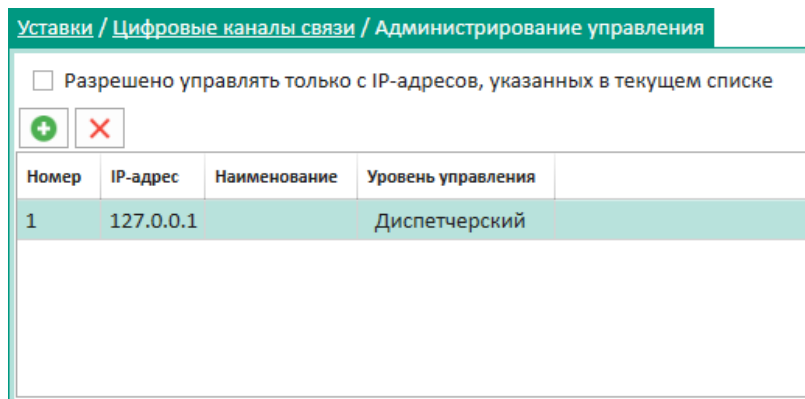 Уставки / Цифровые каналы связи / Администрирование управления
Разрешено управлять только с IP-адресов, указанных в текущем списке
Номер IP-адрес Наименование Уровень управления
1 127.0.0.1 Диспетчерский